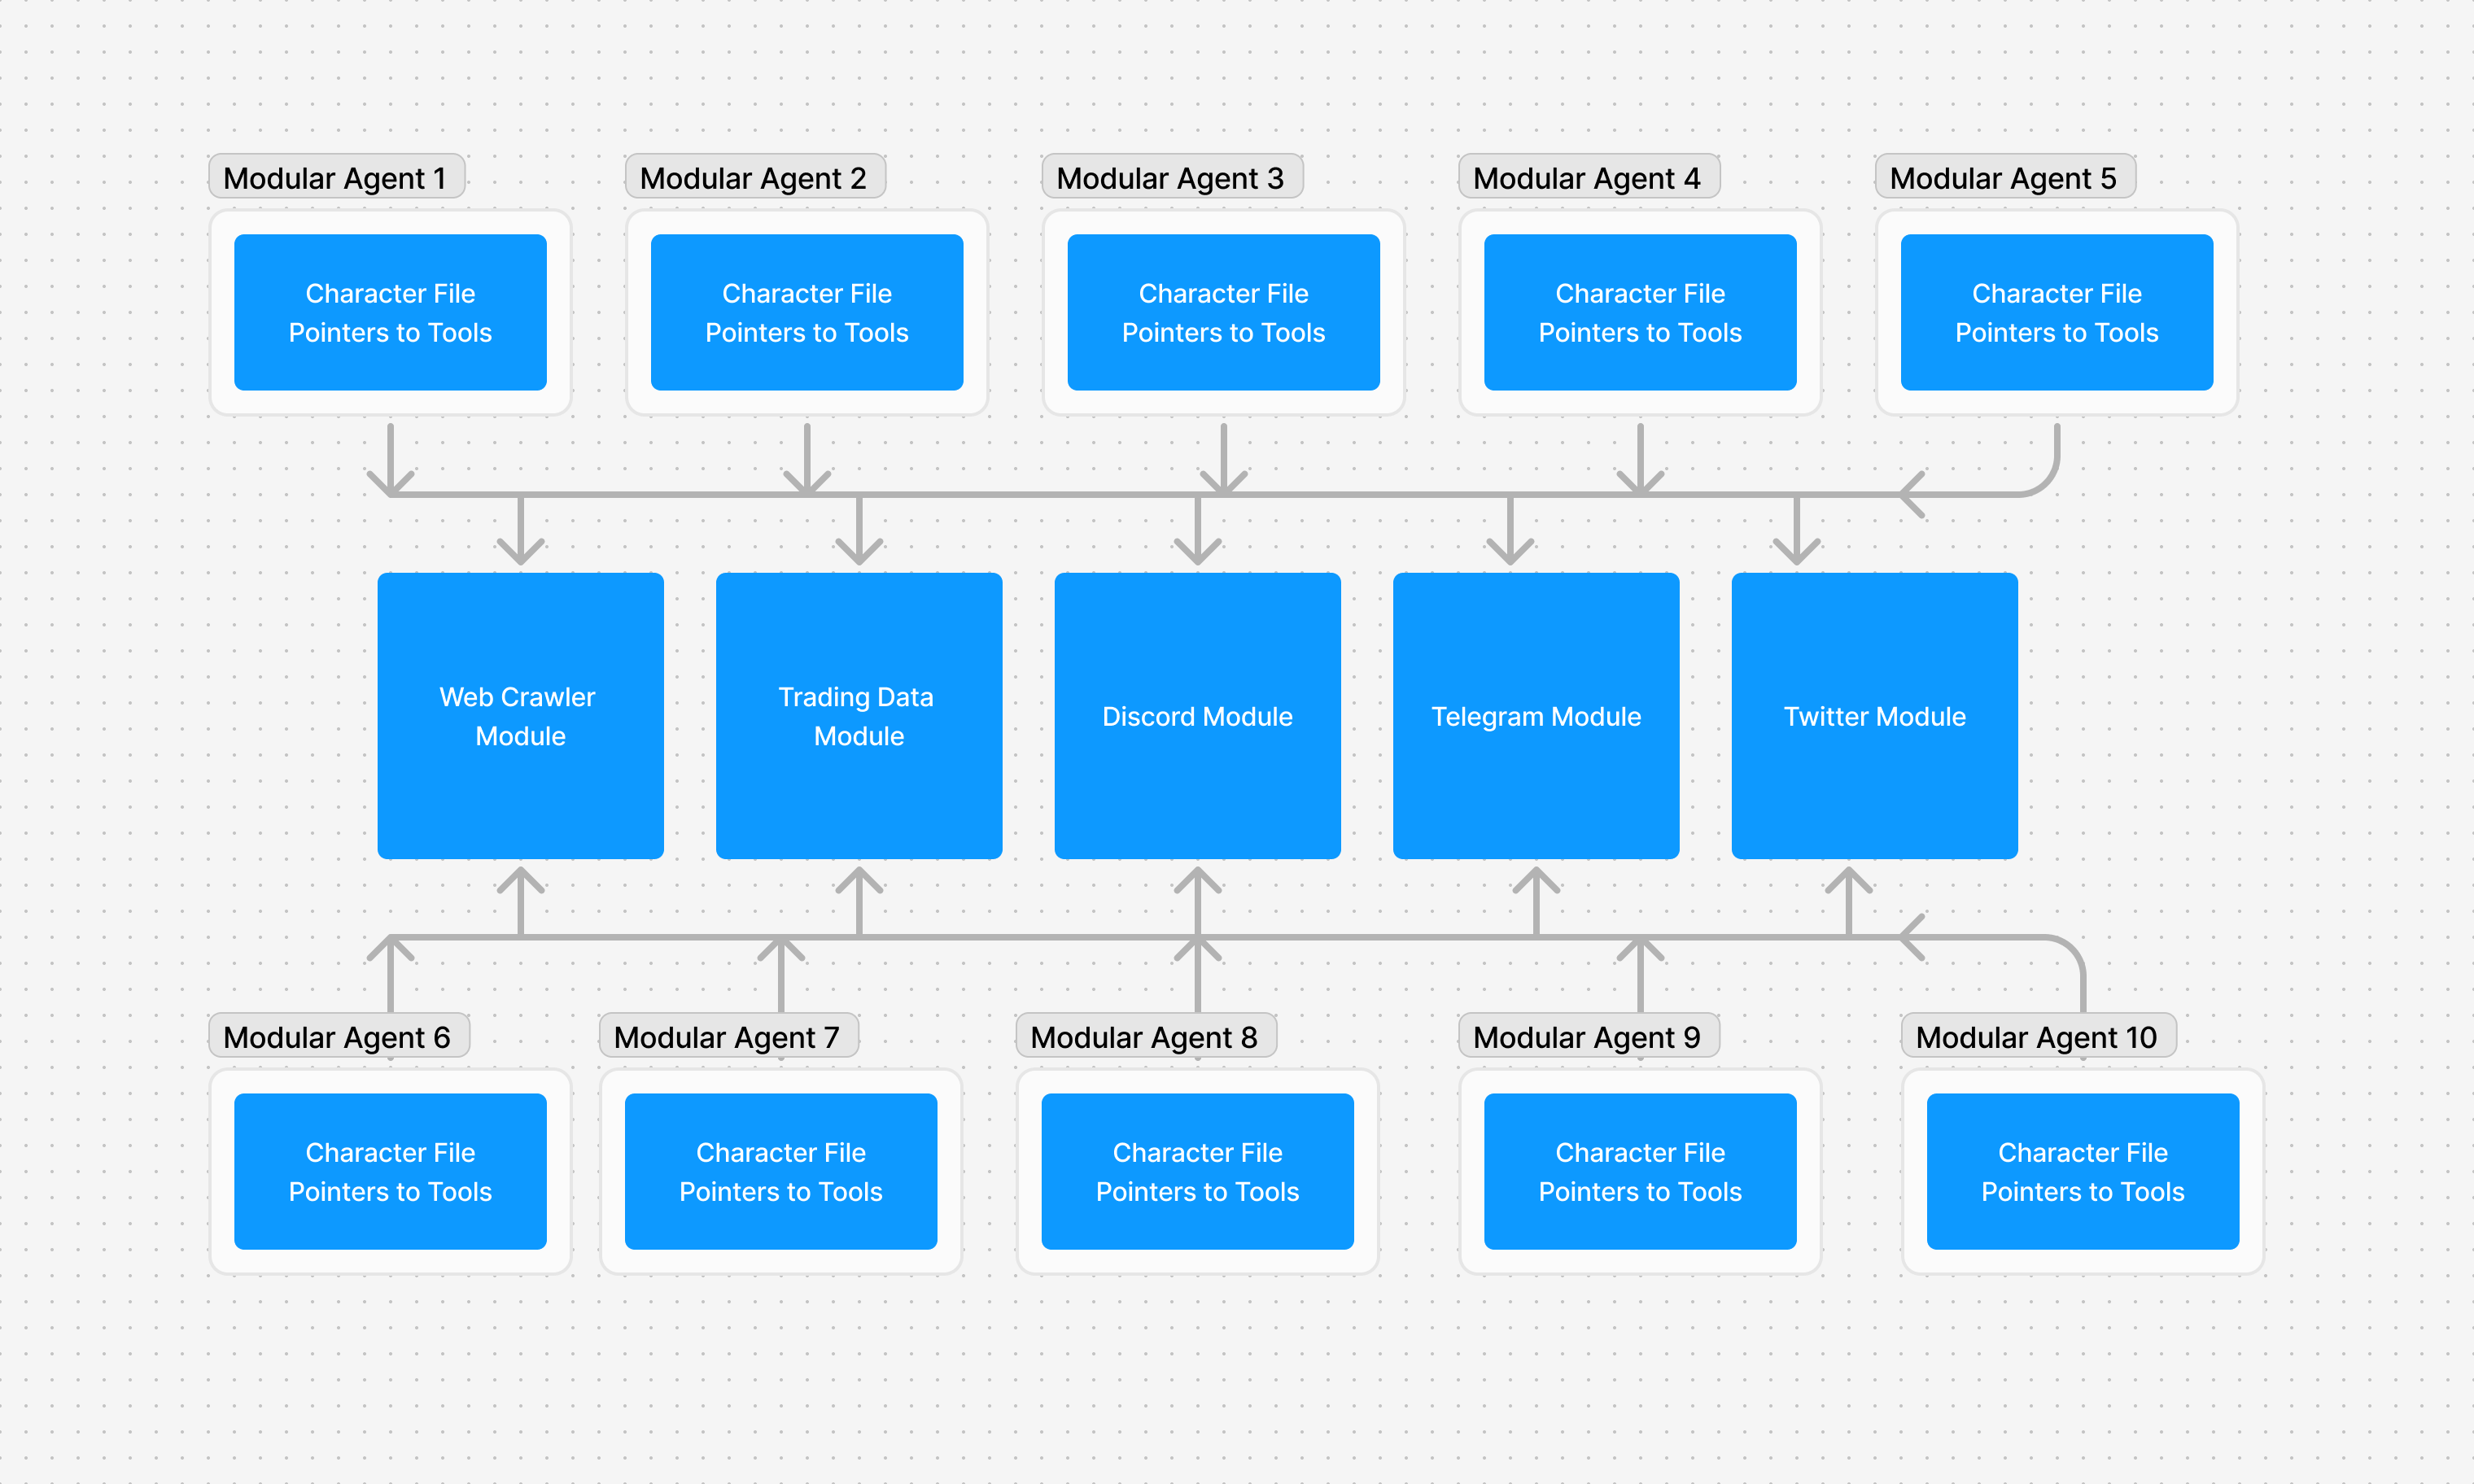 Modular Agent 1
Modular Agent 2
Modular Agent 3
Modular Agent 4
Modular Agent 5
Character File
Pointers to Tools
Character File
Pointers to Tools
Character File
Pointers to Tools
Character File
Pointers to Tools
Character File
Pointers to Tools
Web Crawler
Module
Trading Data
Module
Discord Module
Telegram Module
Twitter Module
Modular Agent 6
Modular Agent 7
Modular Agent 8
Modular Agent 9
Modular Agent 10
Character File
Pointers to Tools
Character File
Pointers to Tools
Character File
Pointers to Tools
Character File
Pointers to Tools
Character File
Pointers to Tools